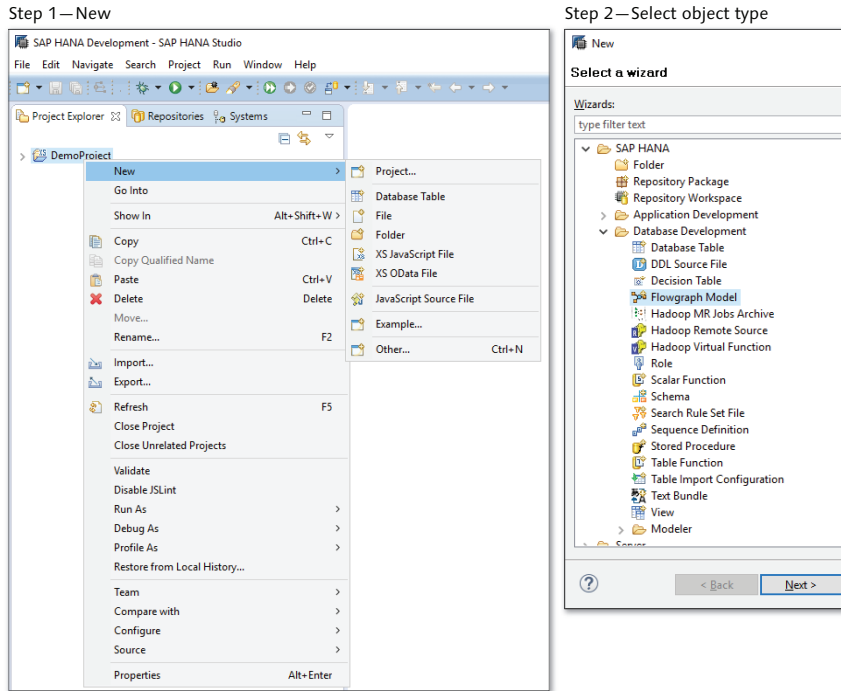 Step 1—New
SAP HANA Development - SAP HANA Studio
File Edit Navigate Search Project Run Window Help
Project Explorer Repositories Systems
DemoProject
New
Go Into
Show In Alt+Shift+W >
Copy Ctrl+C
Copy Qualified Name
Paste Ctrl+V
Delete Delete
Move...
Rename... F2
Import...
Export...
Refresh F5
Close Project
Close Unrelated Projects
Validate
Disable JSLint
Run As
Debug As
Profile As
Restore from Local History...
Team
Compare with
Configure
Source
Properties Alt+Enter
Project...
Database Table
File
Folder
XS JavaScript File
XS OData File
JavaScript Source File
Example...
Other... Ctrl+N
Step 2—Select object type
New
Select a wizard
Wizards:
type filter text
SAP HANA
Folder
Repository Package
Repository Workspace
Application Development
Database Development
Database Table
DDL Source File
Decision Table
Flowgraph Model
Hadoop MR Jobs Archive
Hadoop Remote Source
Hadoop Virtual Function
Role
Scalar Function
Schema
Search Rule Set File
Sequence Definition
Stored Procedure
Table Function
Table Import Configuration
Text Bundle
View
Modeler
Server
< Back Next >